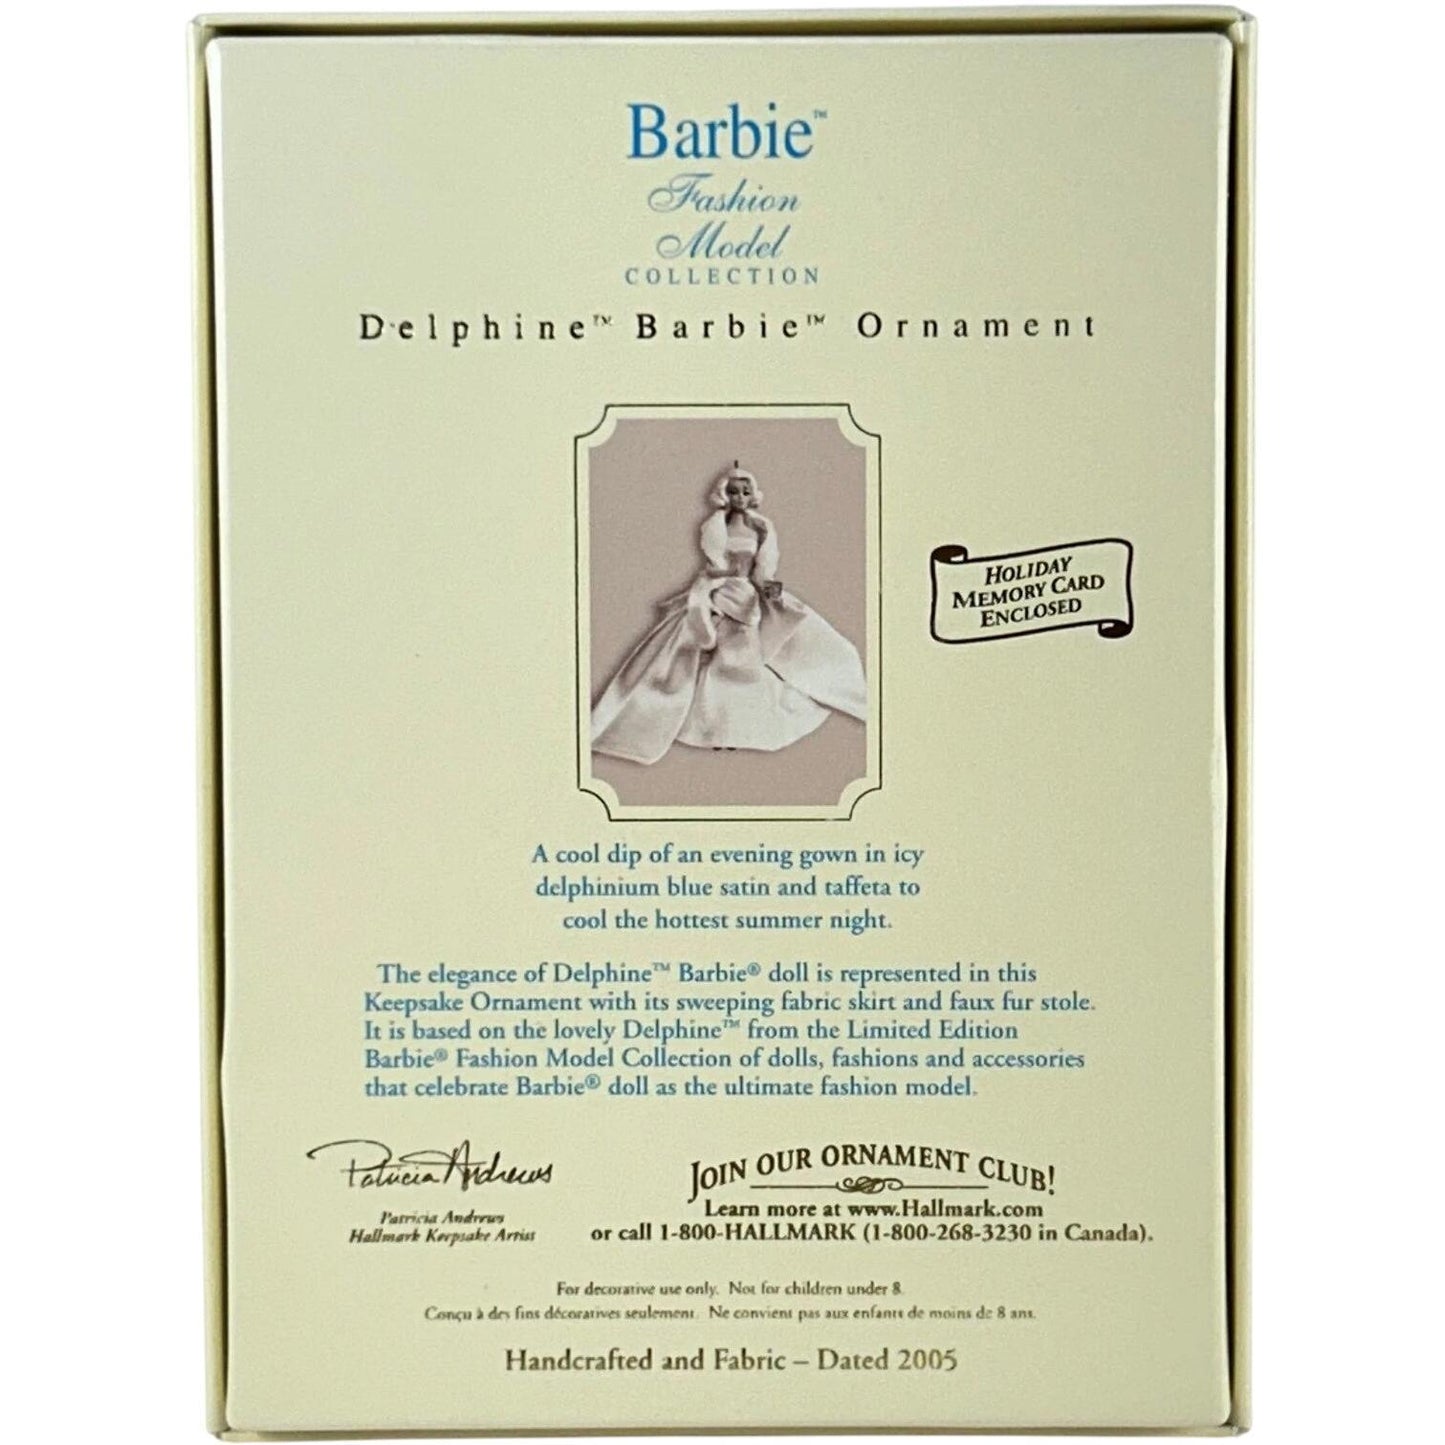 Barbie™
Fashion
Model
COLLECTION
Delphine™ Barbie™ Ornament
HOLIDAY
MEMORY CARD
ENCLOSED
A cool dip of an evening gown in icy
delphinium blue satin and taffeta to
cool the hottest summer night.
The elegance of Delphine™ Barbie® doll is represented in this
Keepsake Ornament with its sweeping fabric skirt and faux fur stole.
It is based on the lovely Delphine™ from the Limited Edition
Barbie® Fashion Model Collection of dolls, fashions and accessories
that celebrate Barbie® doll as the ultimate fashion model.
Patricia Andrews
Patricia Andrews
Hallmark Keepsake Artist
JOIN OUR ORNAMENT CLUB!
Learn more at www.Hallmark.com
or call 1-800-HALLMARK (1-800-268-3230 in Canada).
For decorative use only. Not for children under 8.
Conçu à des fins décoratives seulement. Ne convient pas aux enfants de moins de 8 ans.
Handcrafted and Fabric – Dated 2005